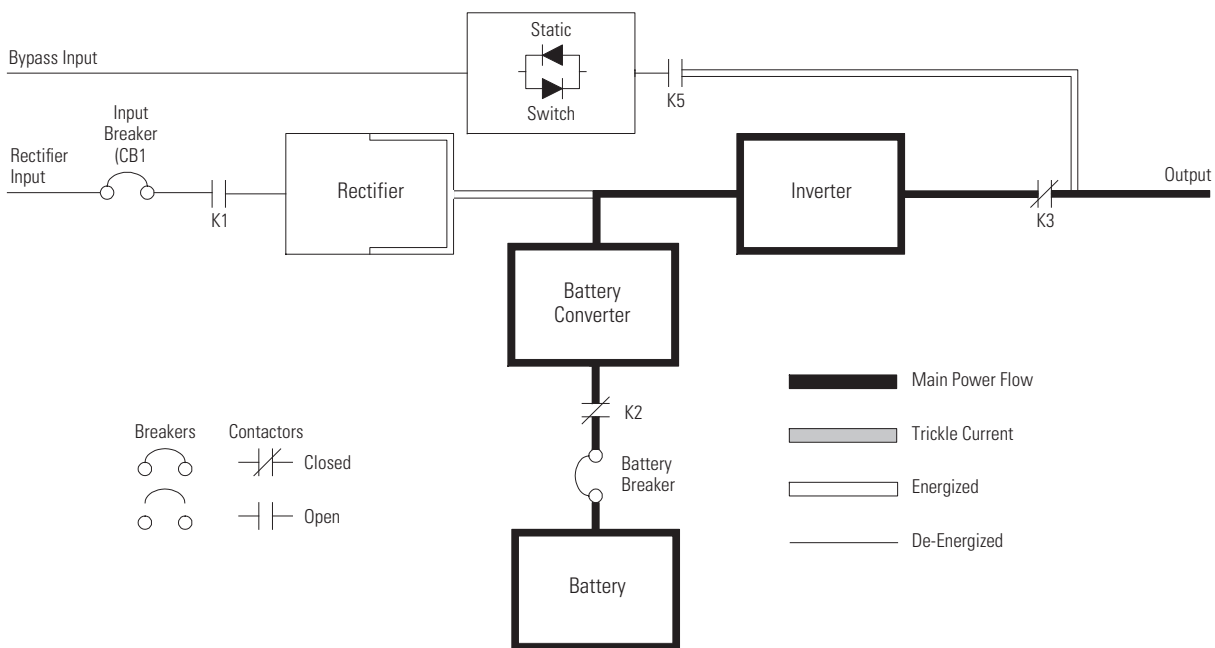 Bypass Input
Static
Switch
K5
Input
Breaker
(CB1
Rectifier
Input
K1
Rectifier
Inverter
K3
Output
Battery
Converter
K2
Battery
Breaker
Battery
Breakers
Contactors
Closed
Open
Main Power Flow
Trickle Current
Energized
De-Energized